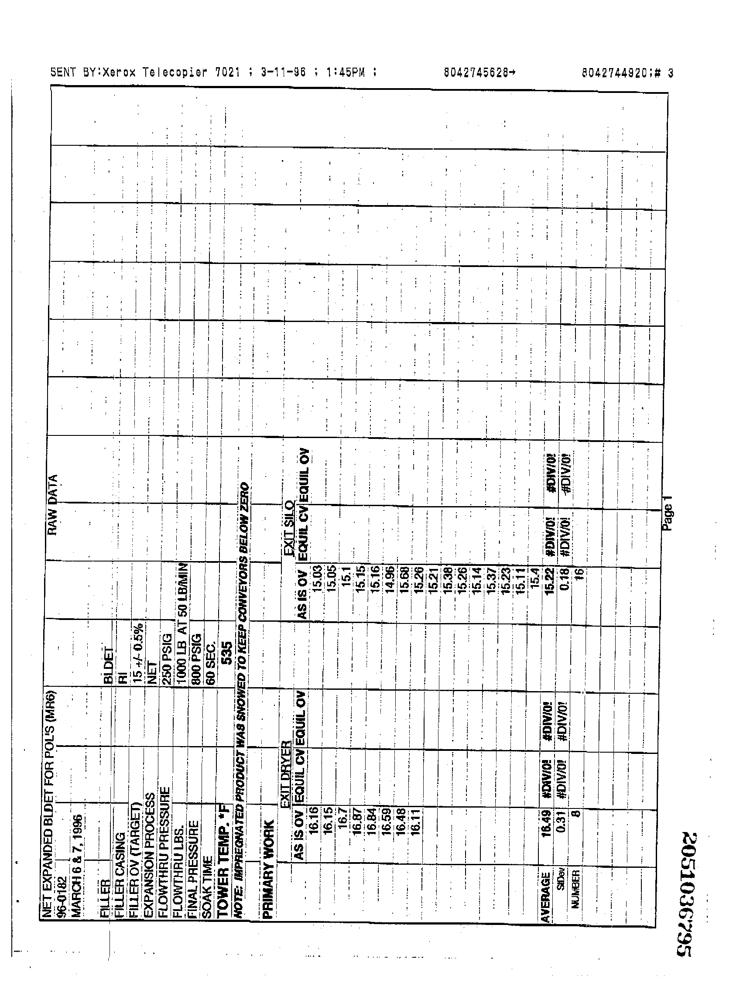 SENT BY:Xerox Telecopier 7021 ; 3-11-96 ; 1:45PM ; 8042745628→ 8042744920;# 3
NET EXPANDED BLDET FOR POL'S (MR6) RAW DATA
96-0182
MARCH 6 & 7, 1996
FILLER BLDET
FILLER CASING RI
FILLER OV (TARGET) 15 +/- 0.5%
EXPANSION PROCESS NET
FLOWTHRU PRESSURE 250 PSIG
FLOWTHRU LBS. 1000 LB AT 50 LB/MIN
FINAL PRESSURE 800 PSIG
SOAK TIME 60 SEC.
TOWER TEMP. *F 535
NOTE: IMPREGNATED PRODUCT WAS SNOWED TO KEEP CONVEYORS BELOW ZERO
PRIMARY WORK
EXIT DRYER EXIT SILO
AS IS OV EQUIL CV EQUIL OV AS IS OV EQUIL CV EQUIL OV
16.16 15.03
16.15 15.05
16.7 15.1
16.87 15.15
16.84 15.16
16.59 14.96
16.48 15.68
16.11 15.26
15.21
15.38
15.26
15.14
15.37
15.23
15.11
15.4
AVERAGE 16.49 #DIV/0! #DIV/0! 15.22 #DIV/0! #DIV/0!
StDev 0.31 #DIV/0! #DIV/0! 0.18 #DIV/0! #DIV/0!
NUMBER 8 16
Page 1
2051036795